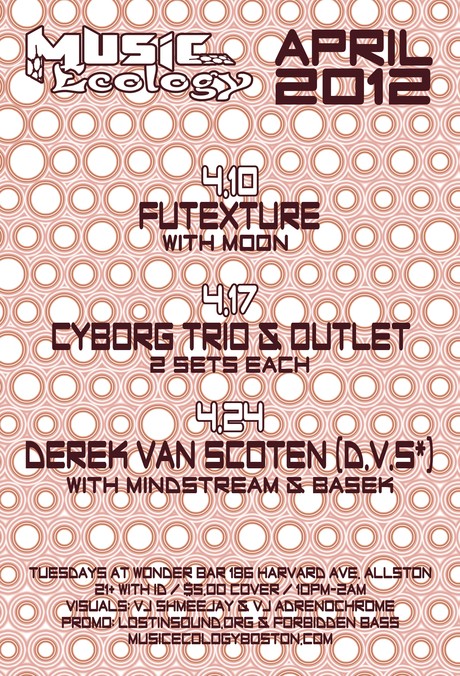 Music Ecology
APRIL
2012
4.10
FUTEXTURE
WITH MOON
4.17
CYBORG TRIO & OUTLET
2 SETS EACH
4.24
DEREK VAN SCOTEN (D.V.S*)
WITH MINDSTREAM & BASEK
TUESDAYS AT WONDER BAR 186 HARVARD AVE. ALLSTON
21+ WITH ID / $5.00 COVER / 10PM-2AM
VISUALS: VJ SHMEEJAY & VJ ADRENOCHROME
PROMO: LOSTINSOUND.ORG & FORBIDDEN BASS
MUSICECOLOGYBOSTON.COM